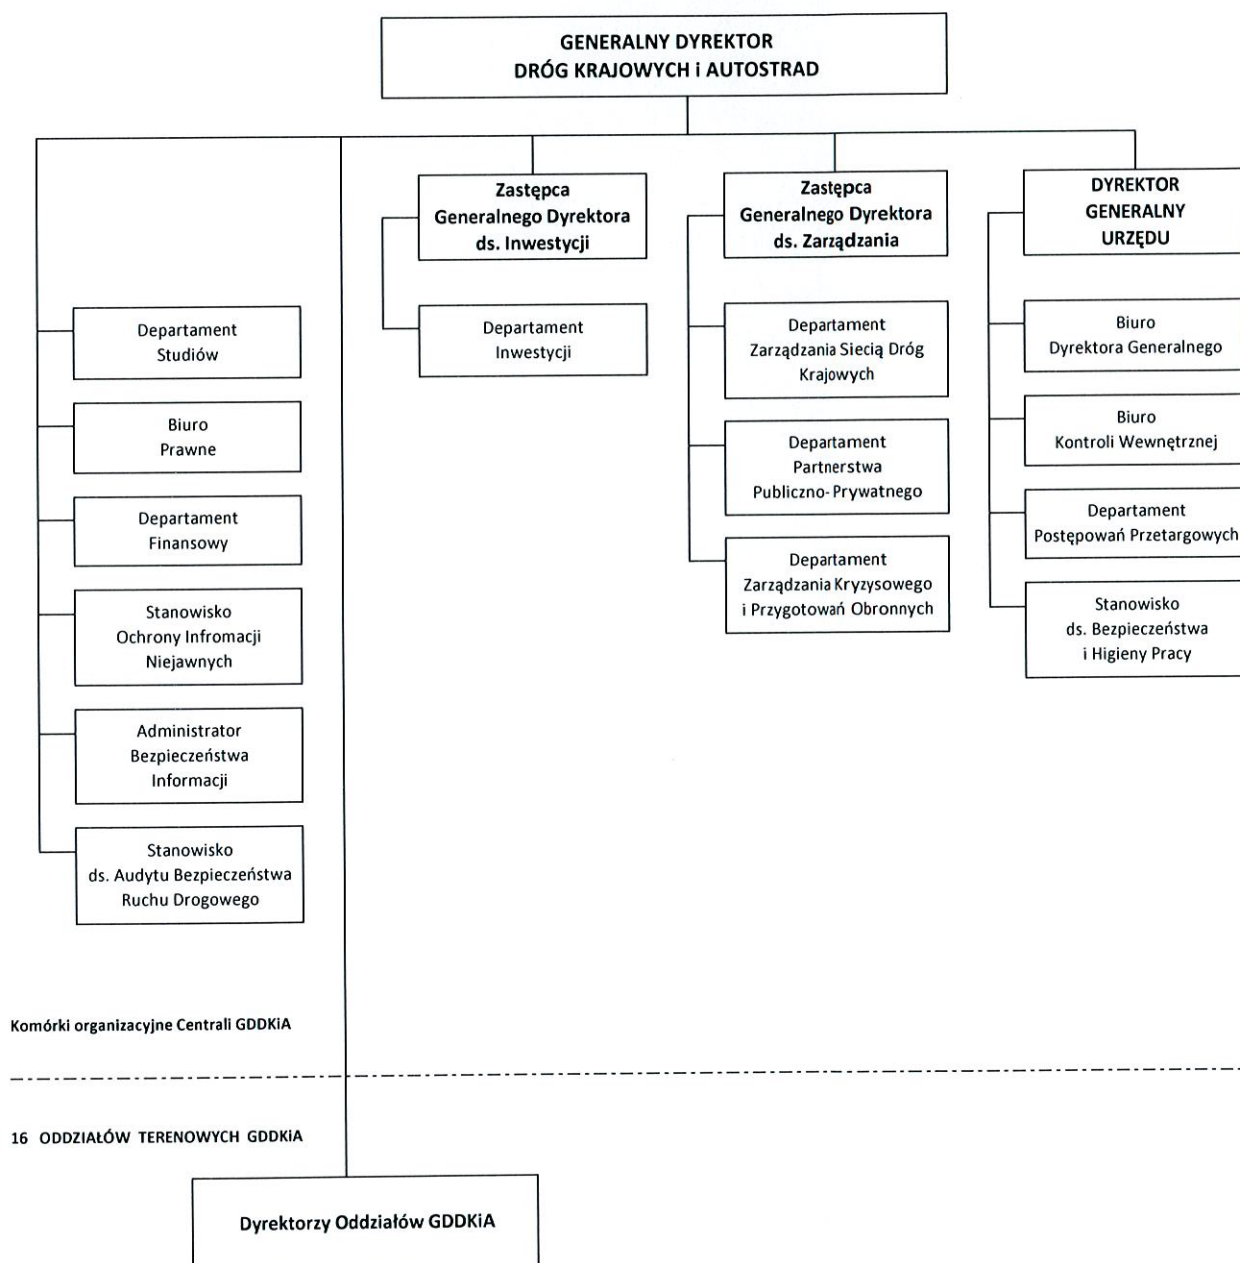 GENERALNY DYREKTOR
DRÓG KRAJOWYCH i AUTOSTRAD
Zastępca
Generalnego Dyrektora
ds. Inwestycji
Zastępca
Generalnego Dyrektora
ds. Zarządzania
DYREKTOR
GENERALNY
URZĘDU
Departament
Studiów
Biuro
Prawne
Departament
Finansowy
Stanowisko
Ochrony Infromacji
Niejawnych
Administrator
Bezpieczeństwa
Informacji
Stanowisko
ds. Audytu Bezpieczeństwa
Ruchu Drogowego
Departament
Inwestycji
Departament
Zarządzania Siecią Dróg
Krajowych
Departament
Partnerstwa
Publiczno-Prywatnego
Departament
Zarządzania Kryzysowego
i Przygotowań Obronnych
Biuro
Dyrektora Generalnego
Biuro
Kontroli Wewnętrznej
Departament
Postępowań Przetargowych
Stanowisko
ds. Bezpieczeństwa
i Higieny Pracy
Komórki organizacyjne Centrali GDDKiA
16 ODDZIAŁÓW TERENOWYCH GDDKiA
Dyrektorzy Oddziałów GDDKiA